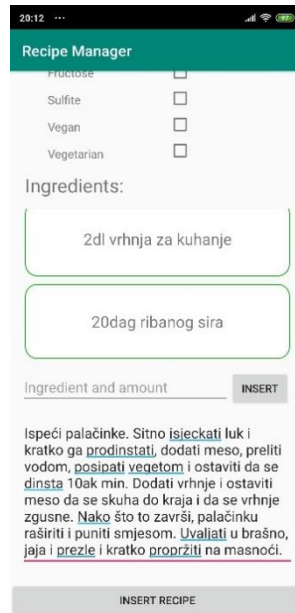 20:12 ...
Recipe Manager
Fructose
Sulfite
Vegan
Vegetarian
Ingredients:
2dl vrhnja za kuhanje
20dag ribanog sira
Ingredient and amount
INSERT
Ispeći palačinke. Sitno isjeckati luk i
kratko ga prodinstati, dodati meso, preliti
vodom, posipati vegetom i ostaviti da se
dinsta 10ak min. Dodati vrhnje i ostaviti
meso da se skuha do kraja i da se vrhnje
zgusne. Nako što to završi, palačinku
raširiti i puniti smjesom. Uvaljati u brašno,
jaja i prezle i kratko propržiti na masnoći.
INSERT RECIPE